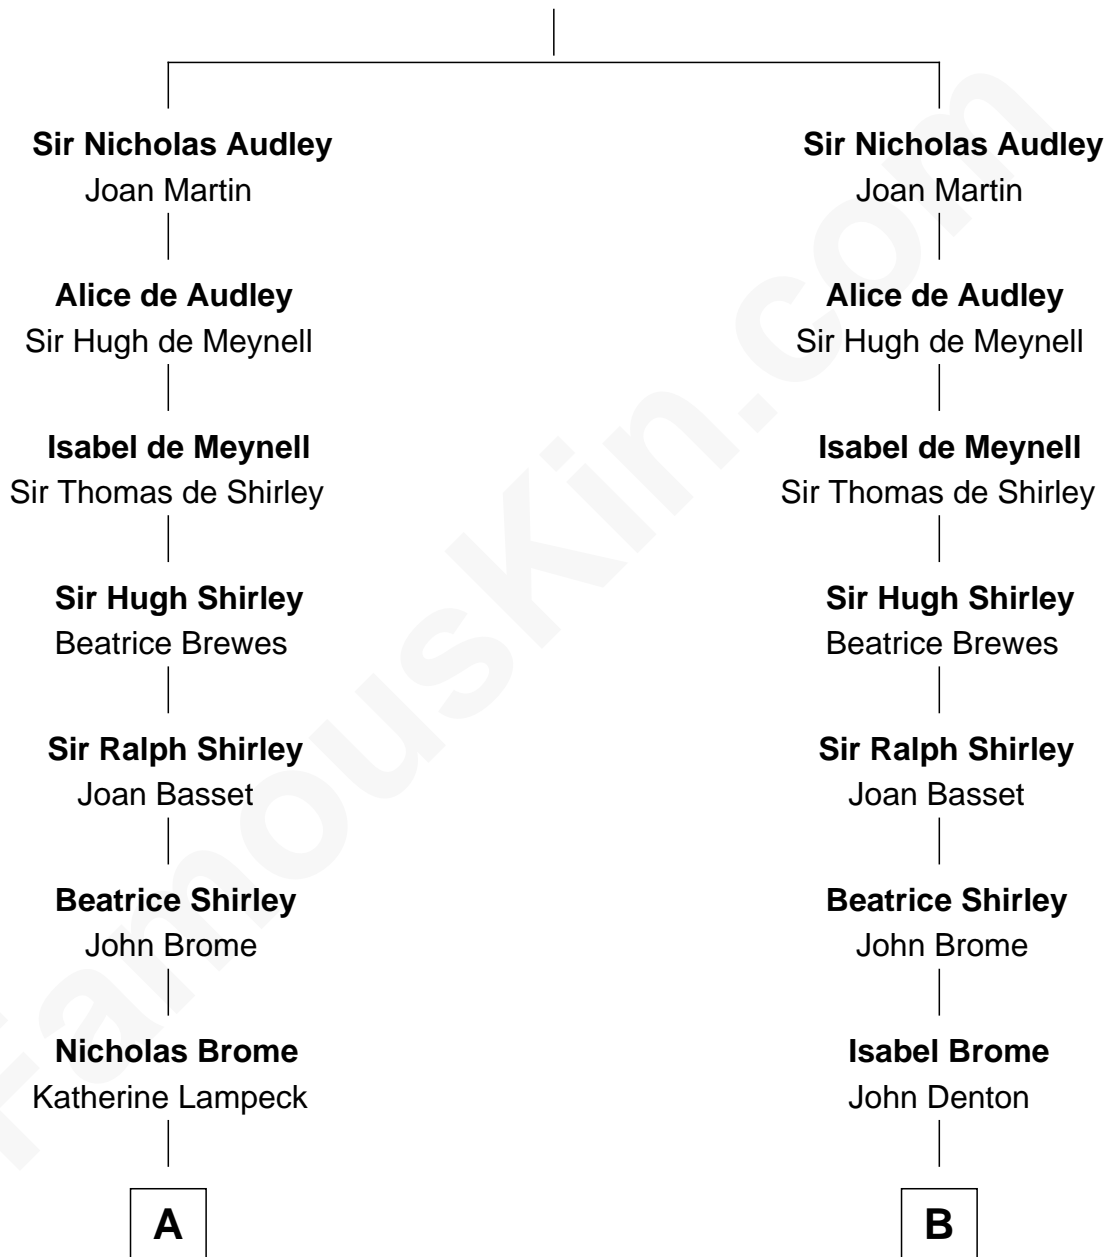 Sir Nicholas Audley Sir Nicholas Audley
Joan Martin Joan Martin
Alice de Audley Alice de Audley
Sir Hugh de Meynell Sir Hugh de Meynell
Isabel de Meynell Isabel de Meynell
Sir Thomas de Shirley Sir Thomas de Shirley
Sir Hugh Shirley Sir Hugh Shirley
Beatrice Brewes Beatrice Brewes
Sir Ralph Shirley Sir Ralph Shirley
Joan Basset Joan Basset
Beatrice Shirley Beatrice Shirley
John Brome John Brome
Nicholas Brome Isabel Brome
Katherine Lampeck John Denton
A B
FamousKin.com